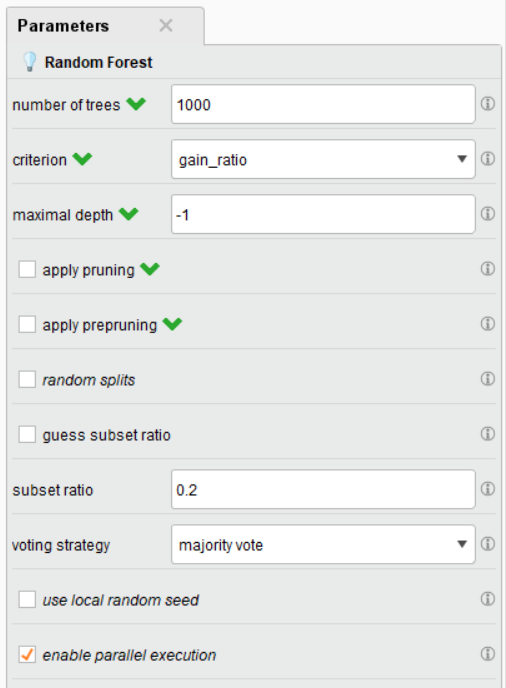 Parameters
Random Forest
number of trees 1000
criterion gain_ratio
maximal depth -1
apply pruning
apply prepruning
random splits
guess subset ratio
subset ratio 0.2
voting strategy majority vote
use local random seed
enable parallel execution